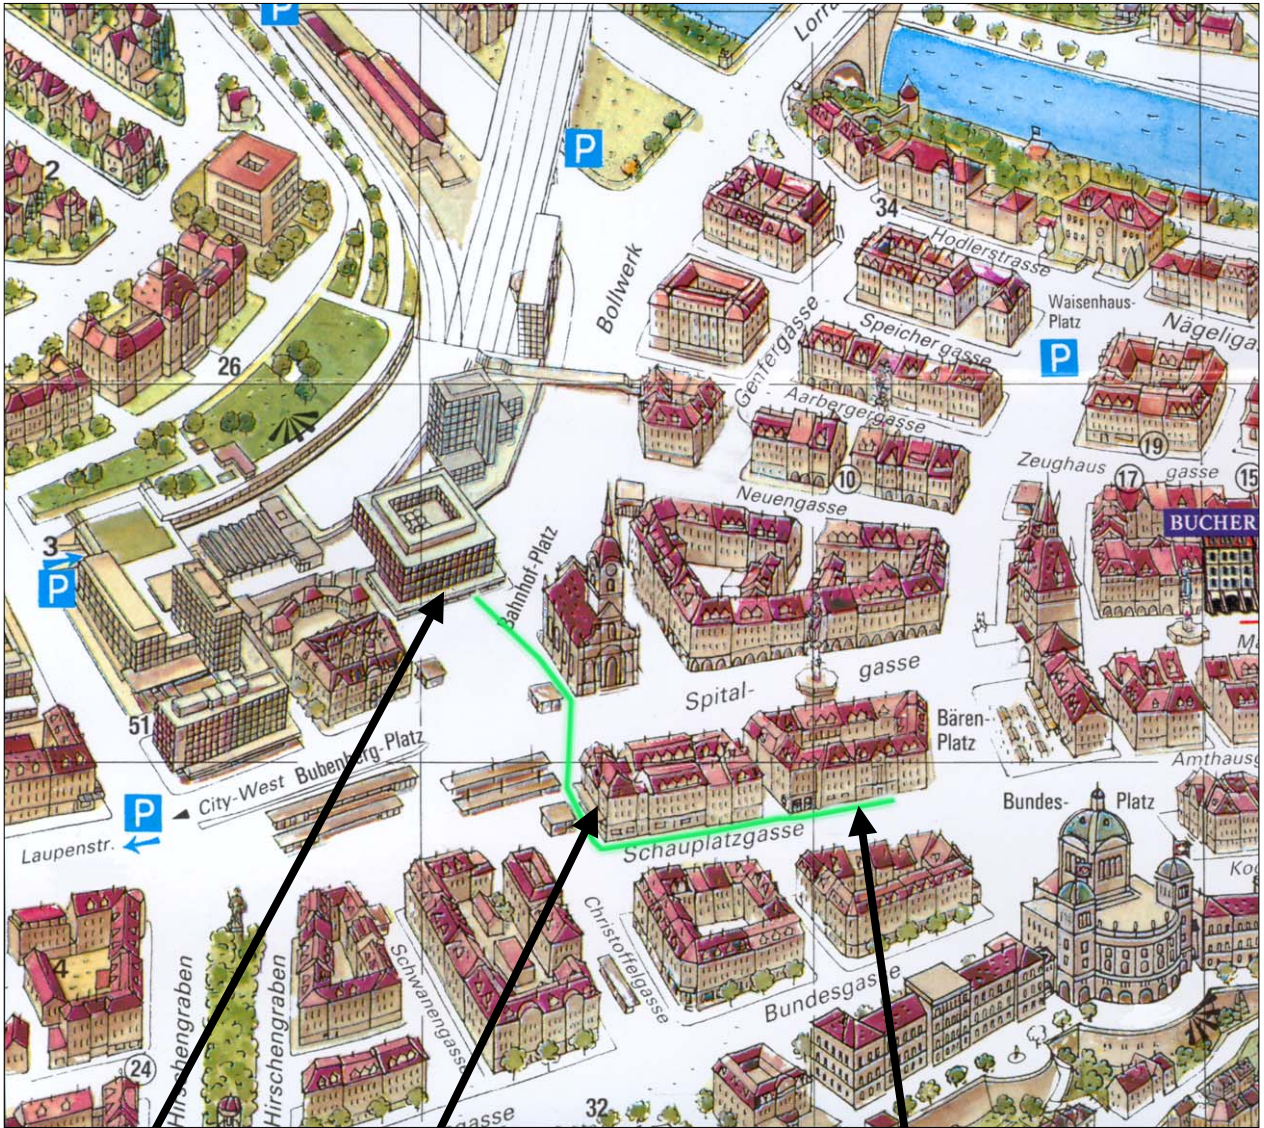 P
Lorra
P
2
34
Hodlerstrasse
Bollwerk
Waisenhaus-
Platz
Nägeliga
Speichergasse
Genfergasse
P
26
Aarbergergasse
19
Zeughaus
gasse
17
15
10
Neuengasse
BUCHER
3
P
Bahnhof-Platz
Ma
gasse
Spital-
51
Bären-
Platz
City-West Bubenberg-Platz
Amthausg
P
Bundes-
Platz
Laupenstr.
Schauplatzgasse
Koc
4
Christoffelgasse
Schwanengasse
Hirschengraben
Hirschengraben
Bundesgasse
24
32
gasse